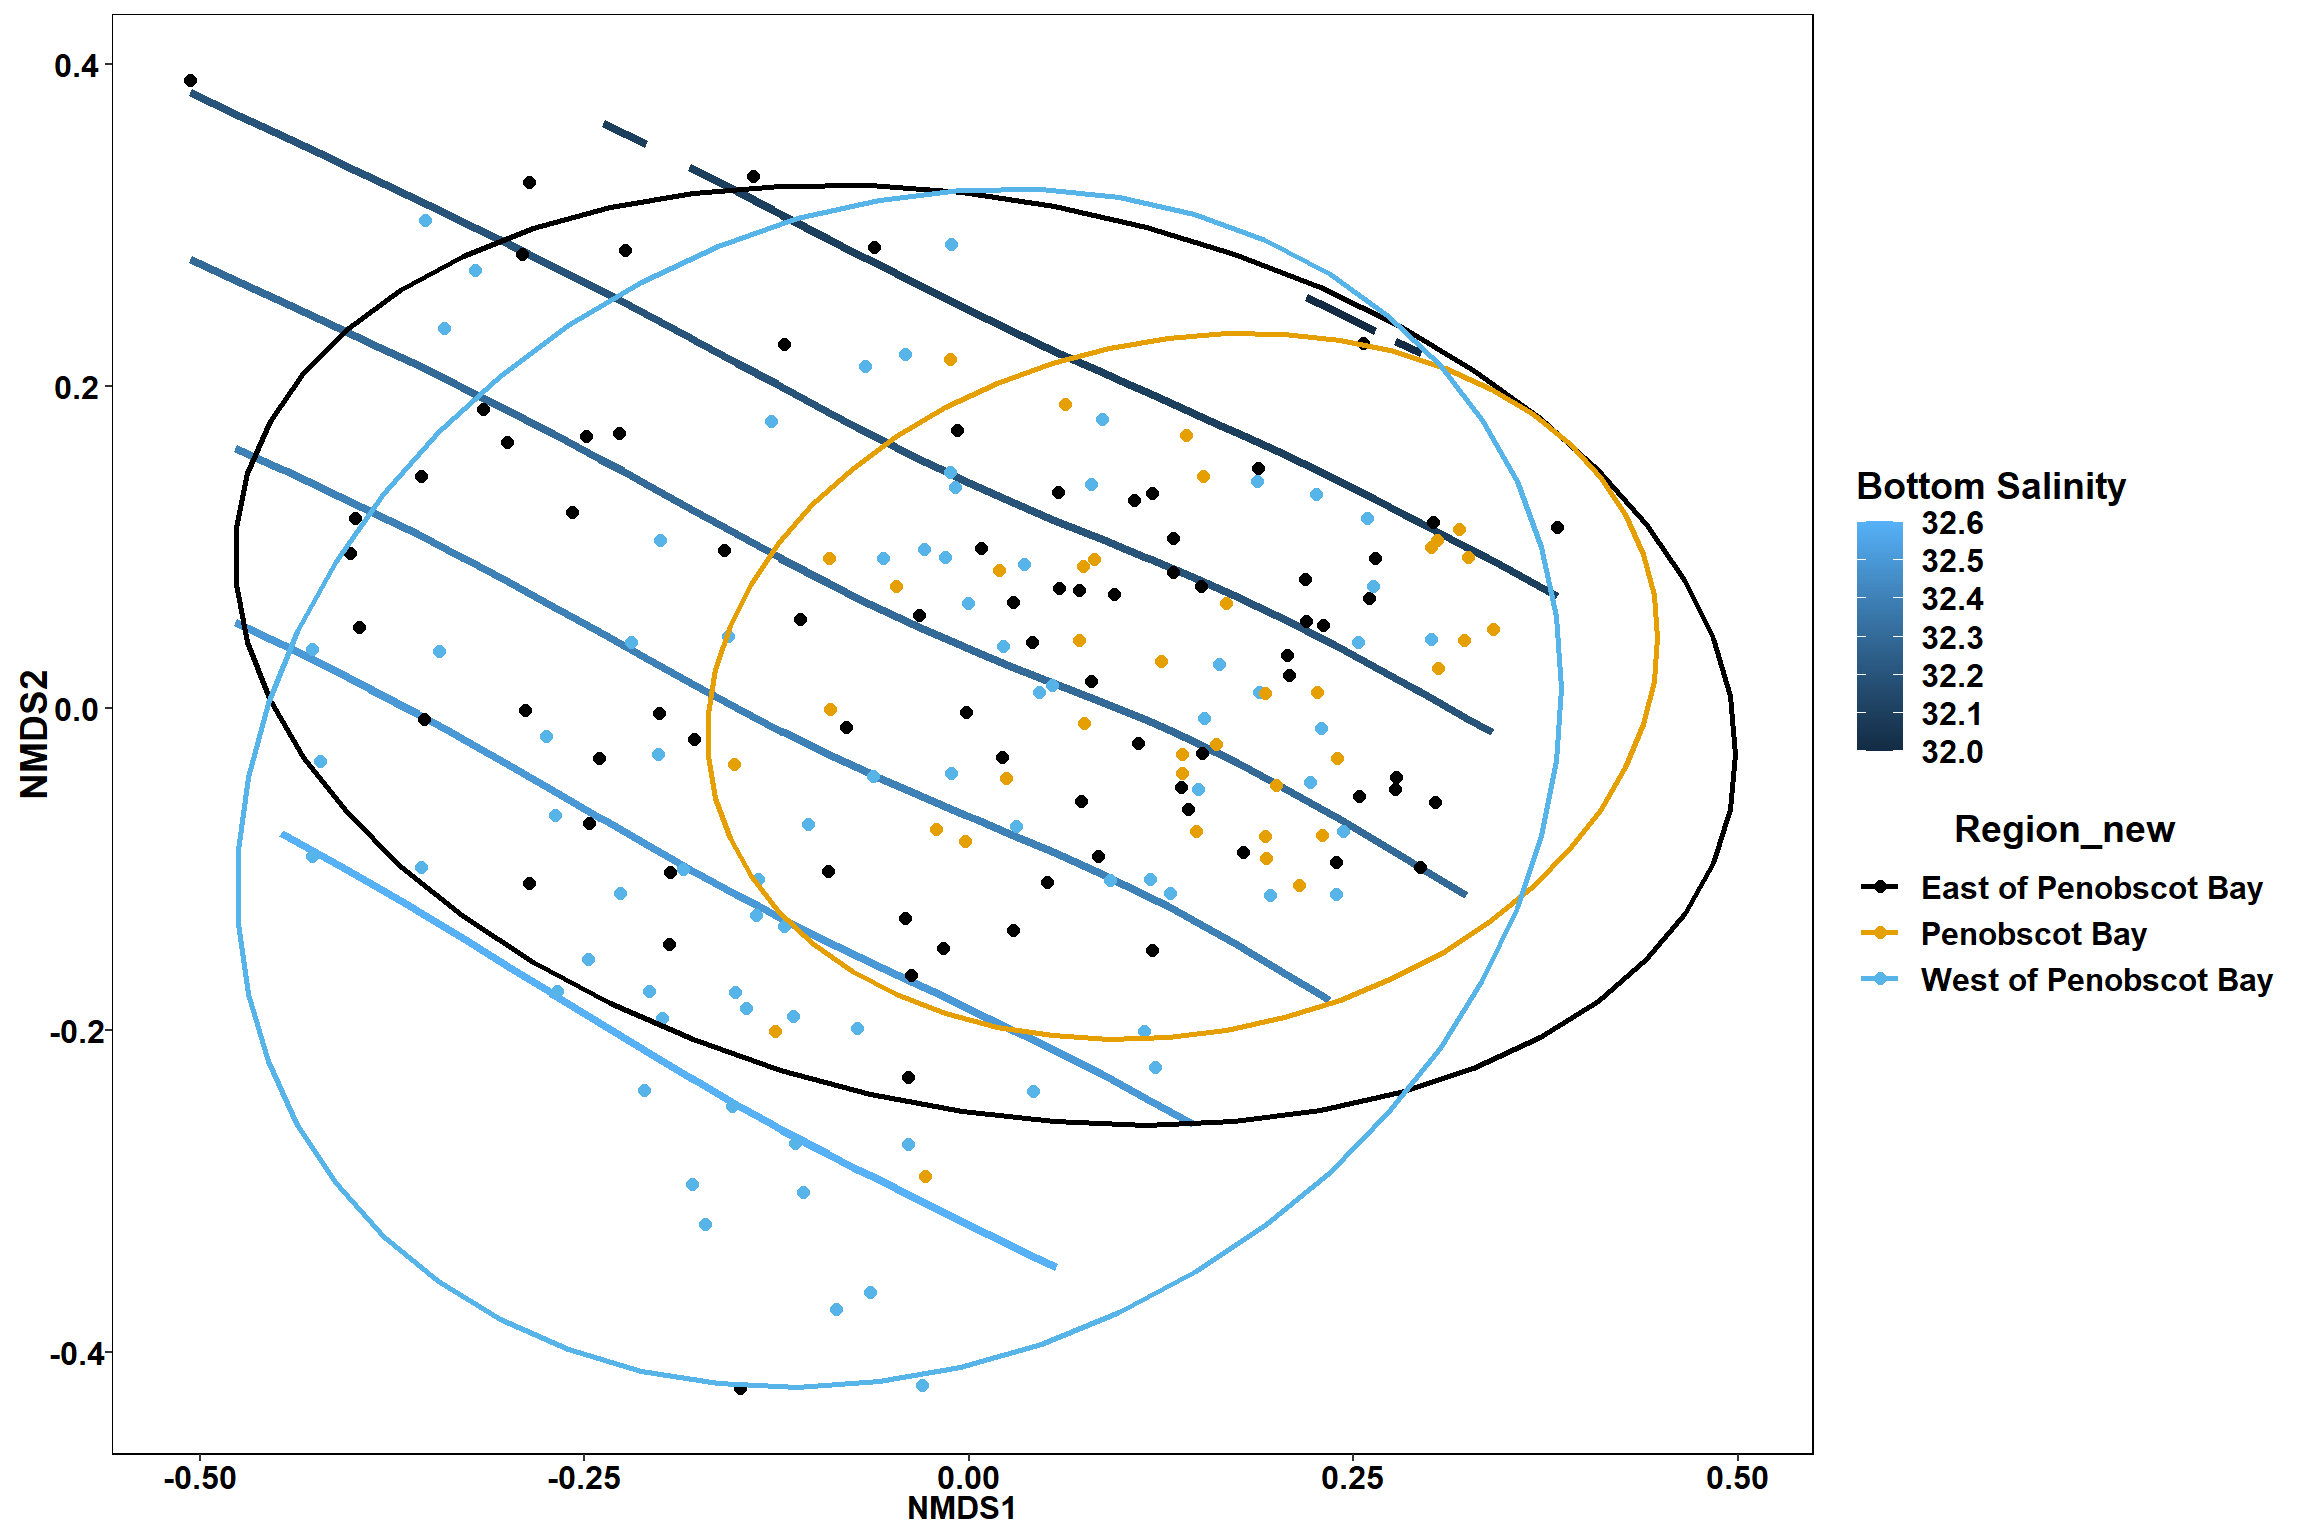 0.4
0.2
0.0
-0.2
-0.4
NMDS2
-0.50
-0.25
0.00
0.25
0.50
NMDS1
Bottom Salinity
32.6
32.5
32.4
32.3
32.2
32.1
32.0
Region_new
East of Penobscot Bay
Penobscot Bay
West of Penobscot Bay